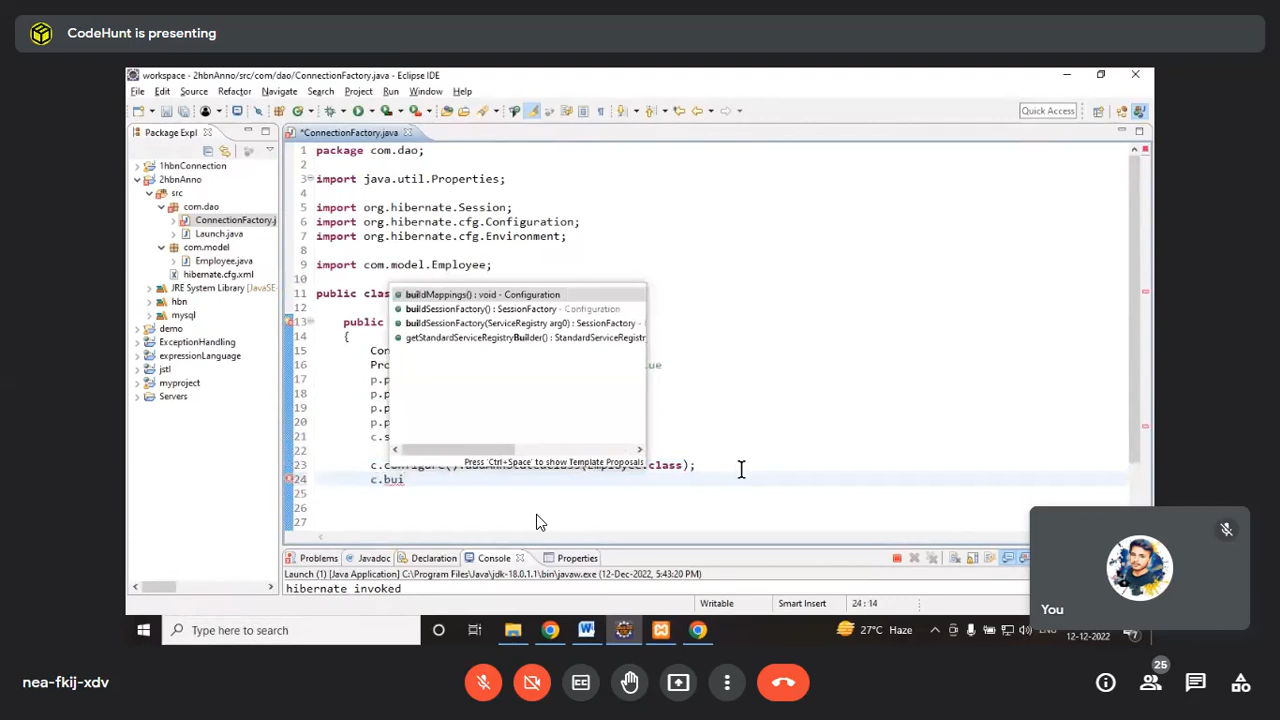 CodeHunt is presenting
workspace - 2hbnAnno/src/com/dao/ConnectionFactory.java - Eclipse IDE
File Edit Source Refactor Navigate Search Project Run Window Help
Quick Access
Package Expl
*ConnectionFactory.java
1hbnConnection
2hbnAnno
src
com.dao
ConnectionFactory.j
Launch.java
com.model
Employee.java
hibernate.cfg.xml
JRE System Library [JavaSE-
hbn
mysql
demo
ExceptionHandling
expressionLanguage
jstl
myproject
Servers
1 package com.dao;
2
3 import java.util.Properties;
4
5 import org.hibernate.Session;
6 import org.hibernate.cfg.Configuration;
7 import org.hibernate.cfg.Environment;
8
9 import com.model.Employee;
10
11 public clas
12
13 public
14 {
15 Con
16 Pro ue
17 p.p
18 p.p
19 p.p
20 p.p
21 c.s
22
23 c.configure().addAnnotatedClass(Employee.class);
24 c.bui
25
26
27
buildMappings() : void - Configuration
buildSessionFactory() : SessionFactory - Configuration
buildSessionFactory(ServiceRegistry arg0) : SessionFactory -
getStandardServiceRegistryBuilder() : StandardServiceRegistr
Press 'Ctrl+Space' to show Template Proposals
Problems Javadoc Declaration Console Properties
Launch (1) [Java Application] C:\Program Files\Java\jdk-18.0.1.1\bin\javaw.exe (12-Dec-2022, 5:43:20 PM)
hibernate invoked
Writable Smart Insert 24 : 14
You
Type here to search
27°C Haze
ENG
12-12-2022
7
nea-fkij-xdv
25